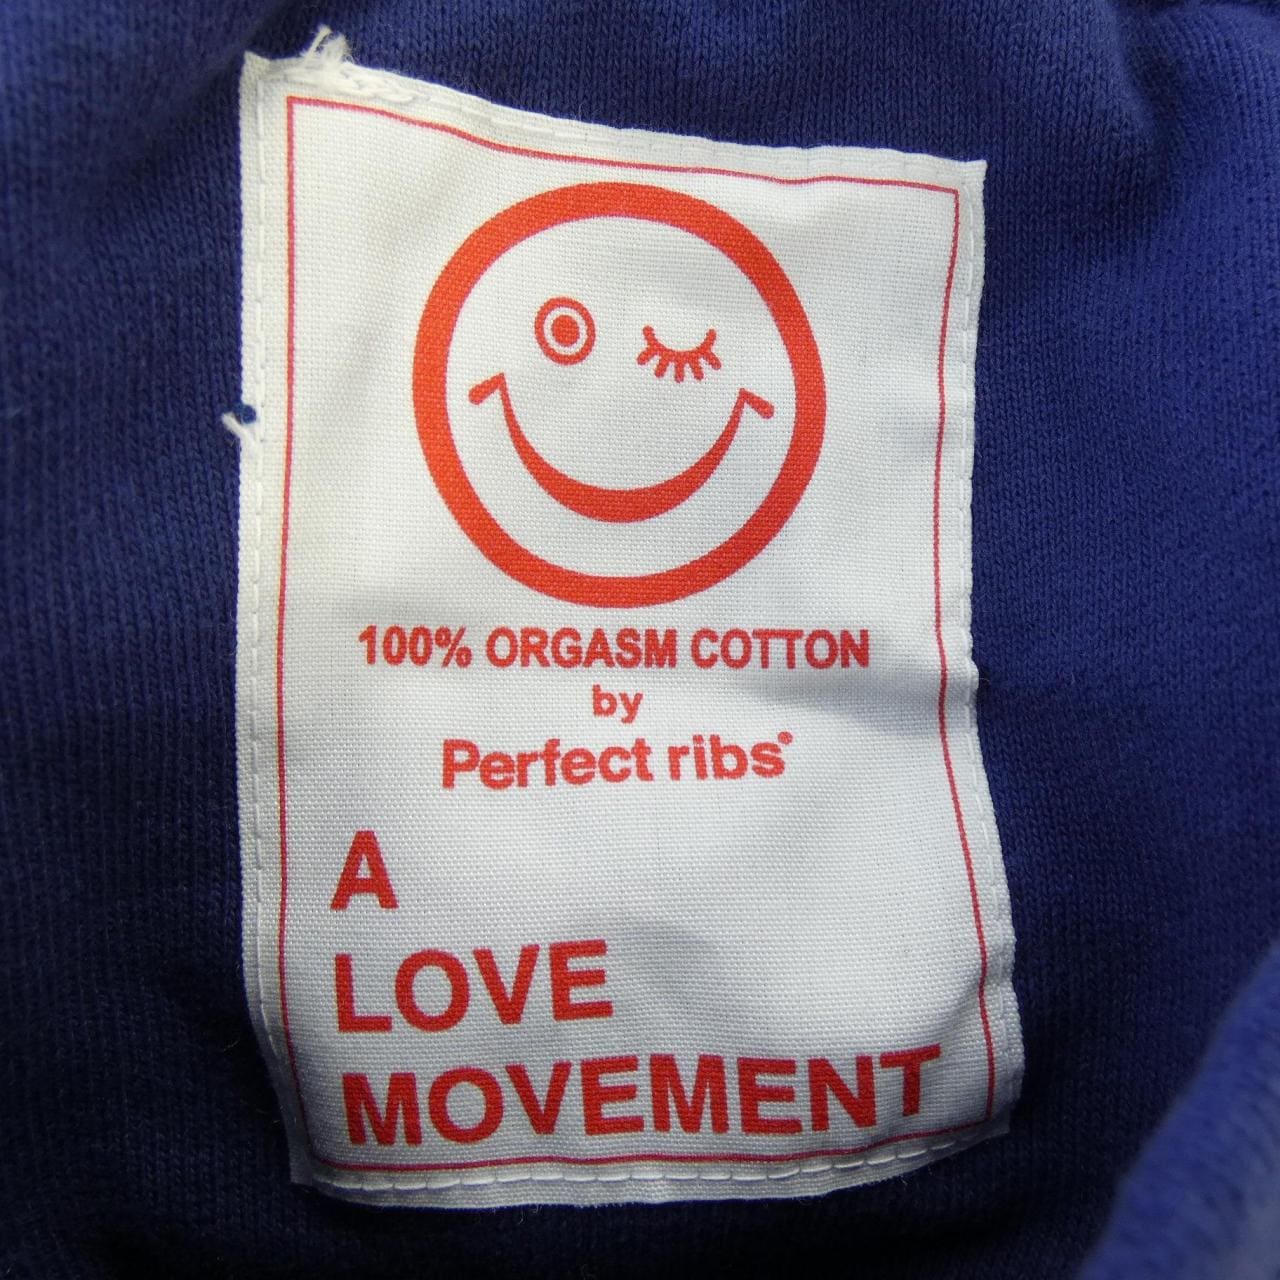 100% ORGASM COTTON
by
Perfect ribs®
A
LOVE
MOVEMENT